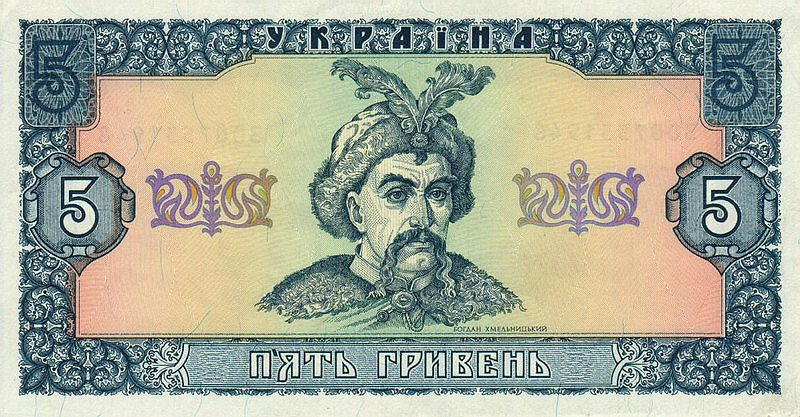 5 УКРАЇНА 5
5 5
БОГДАН ХМЕЛЬНИЦЬКИЙ
П'ЯТЬ ГРИВЕНЬ